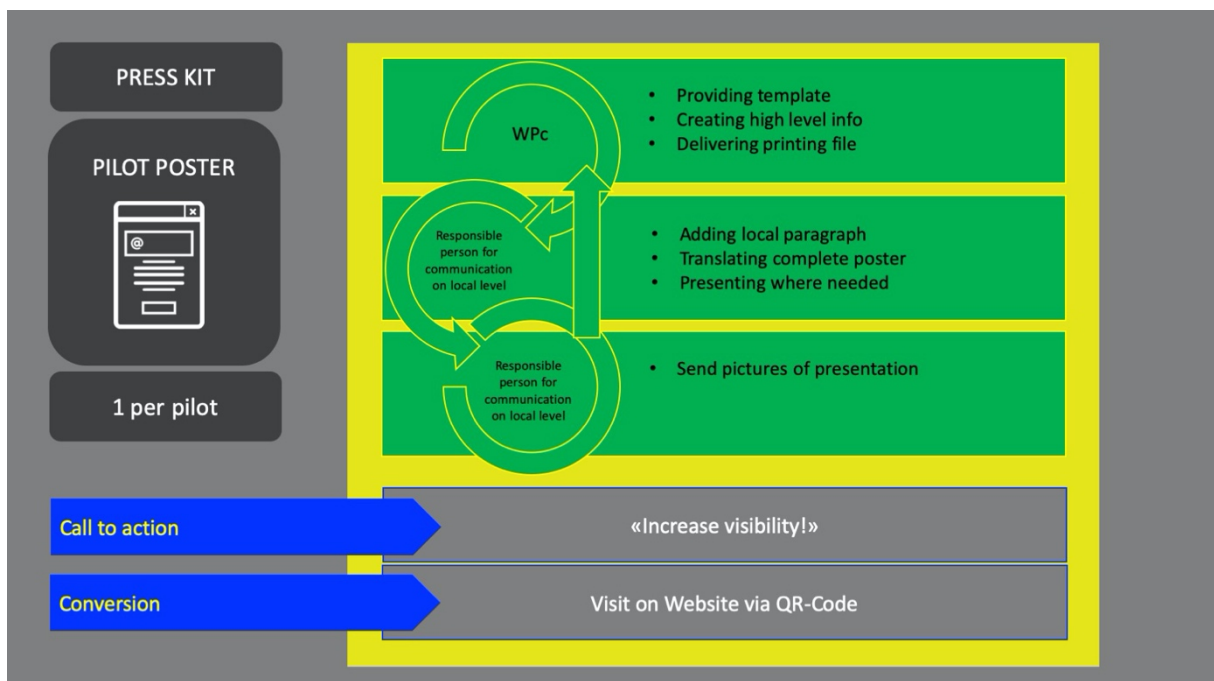 PRESS KIT
PILOT POSTER
@
1 per pilot
WPc
• Providing template
• Creating high level info
• Delivering printing file
Responsible
person for
communication
on local level
• Adding local paragraph
• Translating complete poster
• Presenting where needed
Responsible
person for
communication
on local level
• Send pictures of presentation
Call to action
«Increase visibility!»
Conversion
Visit on Website via QR-Code